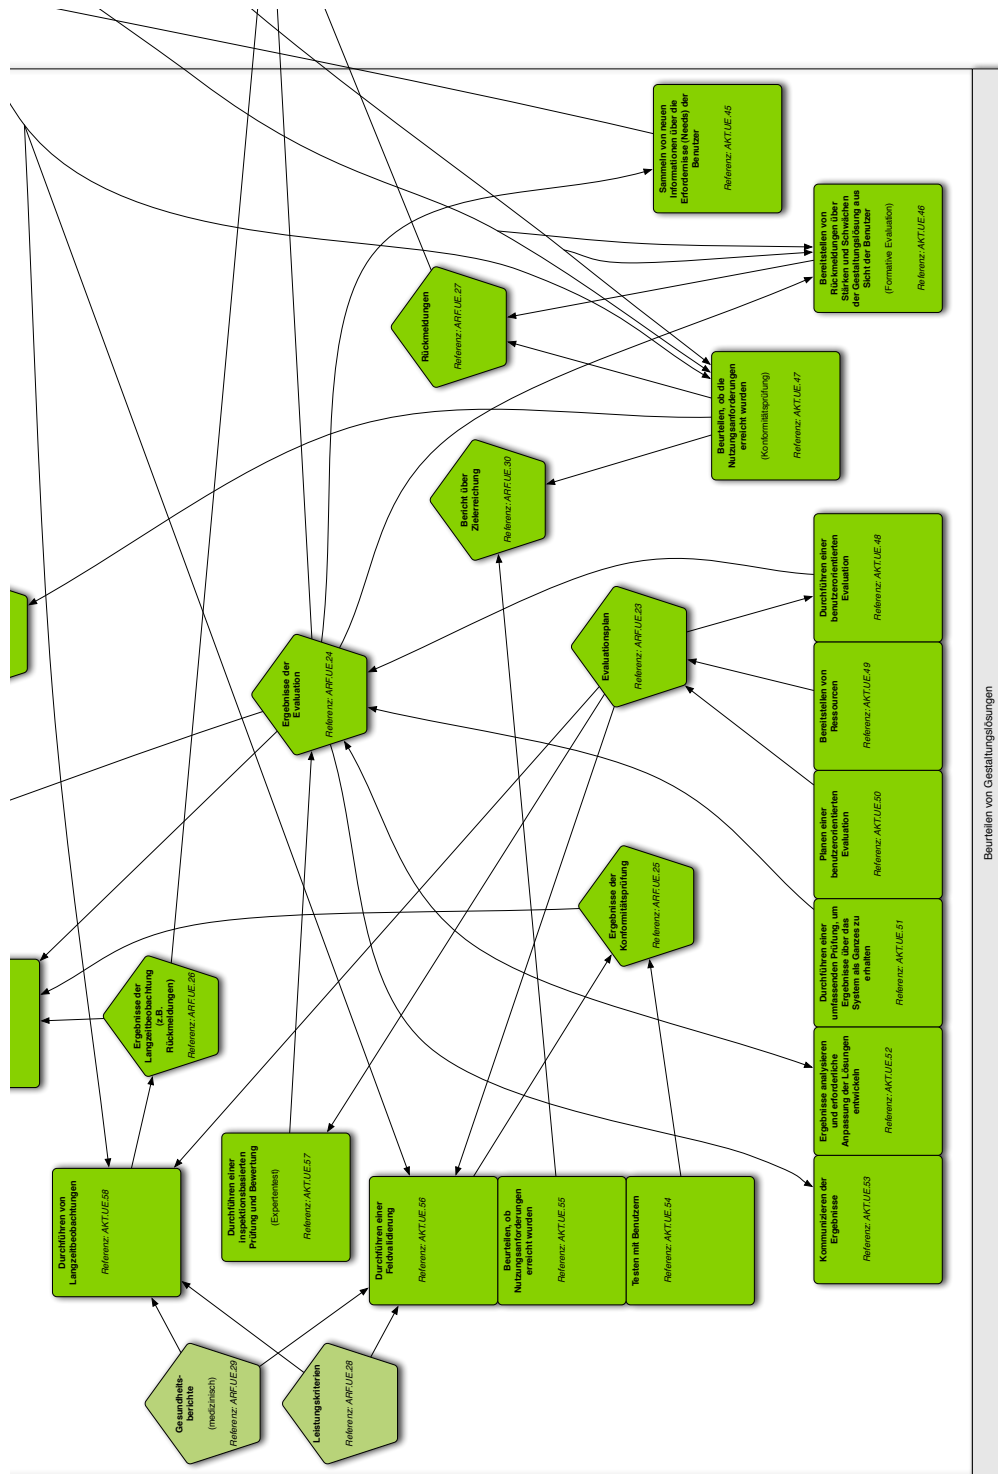 Sammeln von neuen
Informationen über die
Erfordernisse (Needs) der
Benutzer
Referenz: AKT.UE.45
Bereitstellen von
Rückmeldungen über
Stärken und Schwächen
der Gestaltungslösung aus
Sicht der Benutzer
(Formative Evaluation)
Referenz: AKT.UE.46
Rückmeldungen
Referenz: ARF.UE.27
Beurteilen, ob die
Nutzungsanforderungen
erreicht wurden
(Konformitätsprüfung)
Referenz: AKT.UE.47
Bericht über
Zielerreichung
Referenz: ARF.UE.30
Durchführen einer
benutzerorientierten
Evaluation
Referenz: AKT.UE.48
Evaluationsplan
Referenz: ARF.UE.23
Ergebnisse der
Evaluation
Referenz: ARF.UE.24
Bereitstellen von
Ressourcen
Referenz: AKT.UE.49
Planen einer
benutzerorientierten
Evaluation
Referenz: AKT.UE.50
Ergebnisse der
Konformitätsprüfung
Referenz: ARF.UE.25
Durchführen einer
umfassenden Prüfung, um
Ergebnisse über das
System als Ganzes zu
erhalten
Referenz: AKT.UE.51
Ergebnisse der
Langzeitbeobachtung
(z.B.
Rückmeldungen)
Referenz: ARF.UE.26
Ergebnisse analysieren
und erforderliche
Anpassung der Lösungen
entwickeln
Referenz: AKT.UE.52
Kommunizieren der
Ergebnisse
Referenz: AKT.UE.53
Durchführen von
Langzeitbeobachtungen
Referenz: AKT.UE.58
Durchführen einer
inspektionsbasierten
Prüfung und Bewertung
(Expertentest)
Referenz: AKT.UE.57
Durchführen einer
Feldvalidierung
Referenz: AKT.UE.56
Beurteilen, ob
Nutzungsanforderungen
erreicht wurden
Referenz: AKT.UE.55
Testen mit Benutzern
Referenz: AKT.UE.54
Gesundheits-
berichte
(medizinisch)
Referenz: ARF.UE.29
Leistungskriterien
Referenz: ARF.UE.28
Beurteilen von Gestaltungslösungen